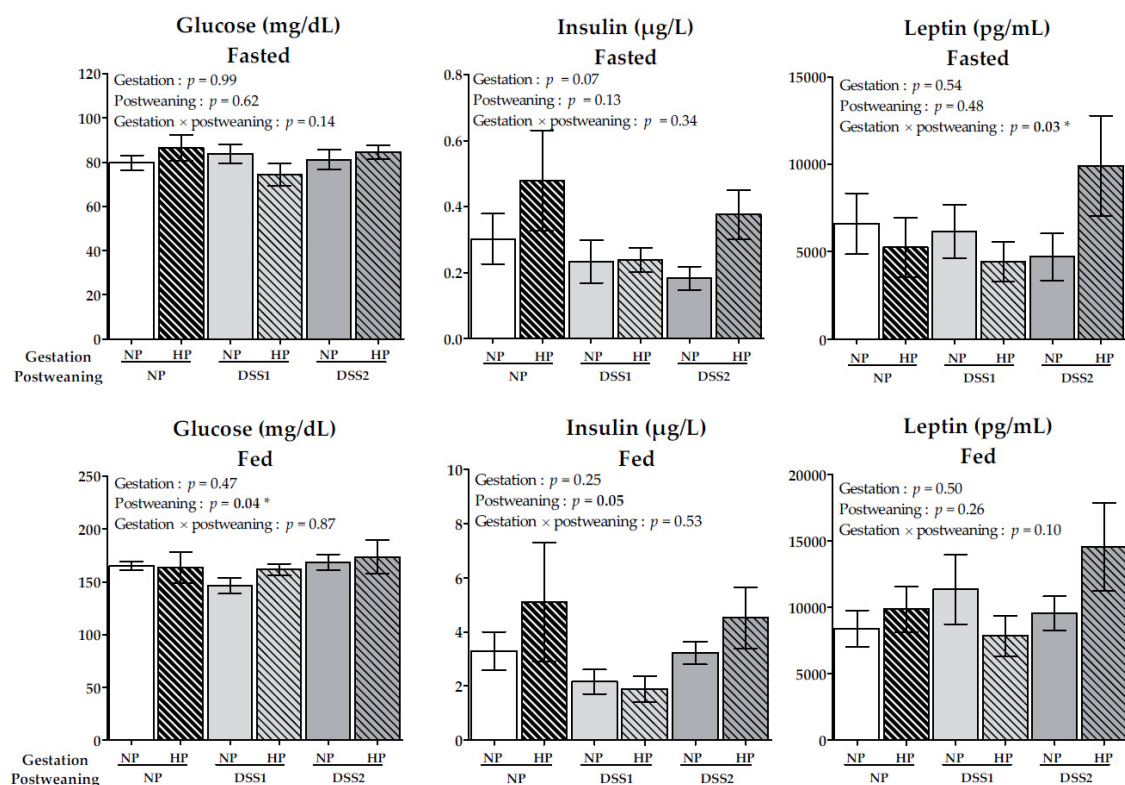 Glucose (mg/dL)
Fasted
Gestation : p = 0.99
Postweaning : p = 0.62
Gestation × postweaning : p = 0.14
120
100
80
60
40
20
0
Insulin (µg/L)
Fasted
Gestation : p = 0.07
Postweaning : p = 0.13
Gestation × postweaning : p = 0.34
0.8
0.6
0.4
0.2
0.0
Leptin (pg/mL)
Fasted
Gestation : p = 0.54
Postweaning : p = 0.48
Gestation × postweaning : p = 0.03 *
15000
10000
5000
0
Gestation NP HP NP HP NP HP NP HP NP HP NP HP NP HP NP HP NP HP
Postweaning NP DSS1 DSS2 NP DSS1 DSS2 NP DSS1 DSS2
Glucose (mg/dL)
Fed
Gestation : p = 0.47
Postweaning : p = 0.04 *
Gestation × postweaning : p = 0.87
250
200
150
100
50
0
Insulin (µg/L)
Fed
Gestation : p = 0.25
Postweaning : p = 0.05
Gestation × postweaning : p = 0.53
10
8
6
4
2
0
Leptin (pg/mL)
Fed
Gestation : p = 0.50
Postweaning : p = 0.26
Gestation × postweaning : p = 0.10
20000
15000
10000
5000
0
Gestation NP HP NP HP NP HP NP HP NP HP NP HP NP HP NP HP NP HP
Postweaning NP DSS1 DSS2 NP DSS1 DSS2 NP DSS1 DSS2